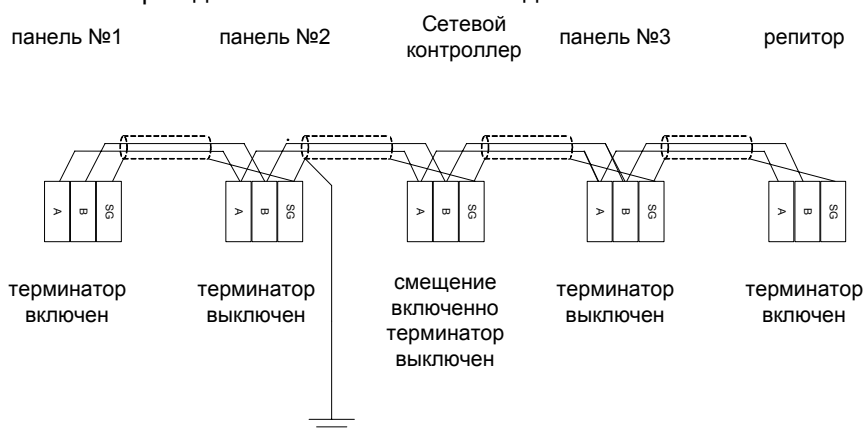 панель №1
панель №2
Сетевой
контроллер
панель №3
репитор
A B SG
A B SG
A B SG
A B SG
A B SG
терминатор
включен
терминатор
выключен
смещение
включенно
терминатор
выключен
терминатор
выключен
терминатор
включен